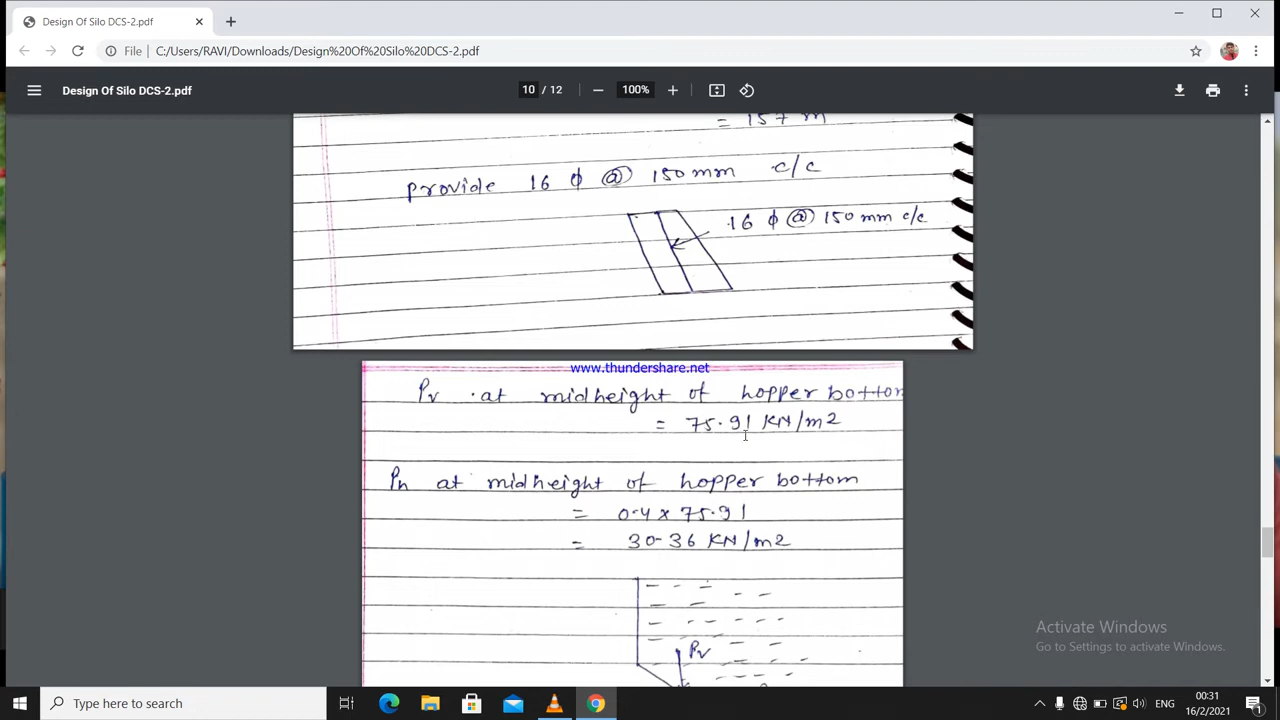 Design Of Silo DCS-2.pdf
File C:/Users/RAVI/Downloads/Design%20Of%20Silo%20DCS-2.pdf
Design Of Silo DCS-2.pdf
10 / 12
100%
= 157 m
provide 16 ϕ @ 150 mm c/c
16 ϕ @ 150 mm c/c
www.thundershare.net
Pv at midheight of hopper bottom
= 75.91 KN/m2
Ph at midheight of hopper bottom
= 0.4 x 75.91
= 30.36 KN/m2
Pv
Activate Windows
Go to Settings to activate Windows.
Type here to search
ENG
00:31
16/2/2021
1